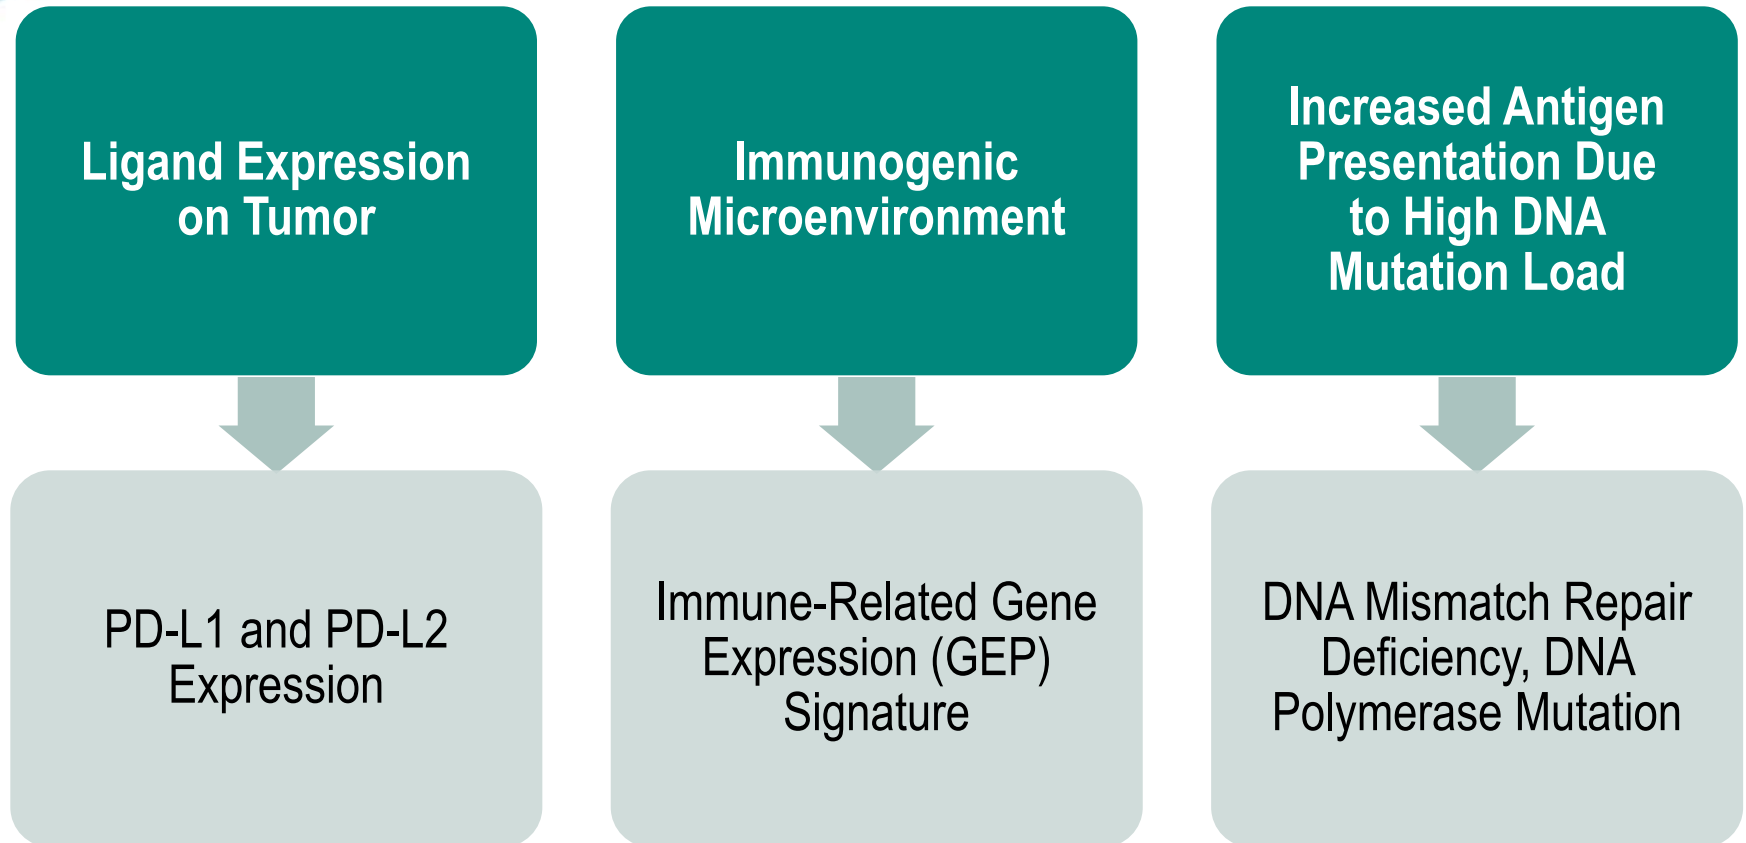 Ligand Expression
on Tumor
PD-L1 and PD-L2
Expression
Immunogenic
Microenvironment
Immune-Related Gene
Expression (GEP)
Signature
Increased Antigen
Presentation Due
to High DNA
Mutation Load
DNA Mismatch Repair
Deficiency, DNA
Polymerase Mutation